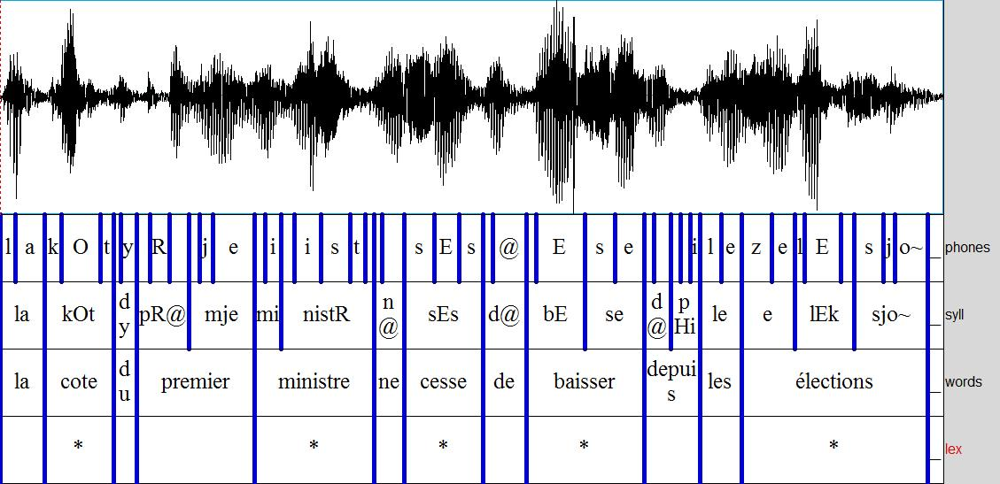 l a k O t y R j e i i s t s E s @ E s e i l e z e l E s j o~ phones
la kOt d y pR@ mje mi nistR n @ sEs d@ bE se d @ p Hi le e lEk sjo~ syll
la cote d u premier ministre ne cesse de baisser depui s les élections words
* * * * * lex